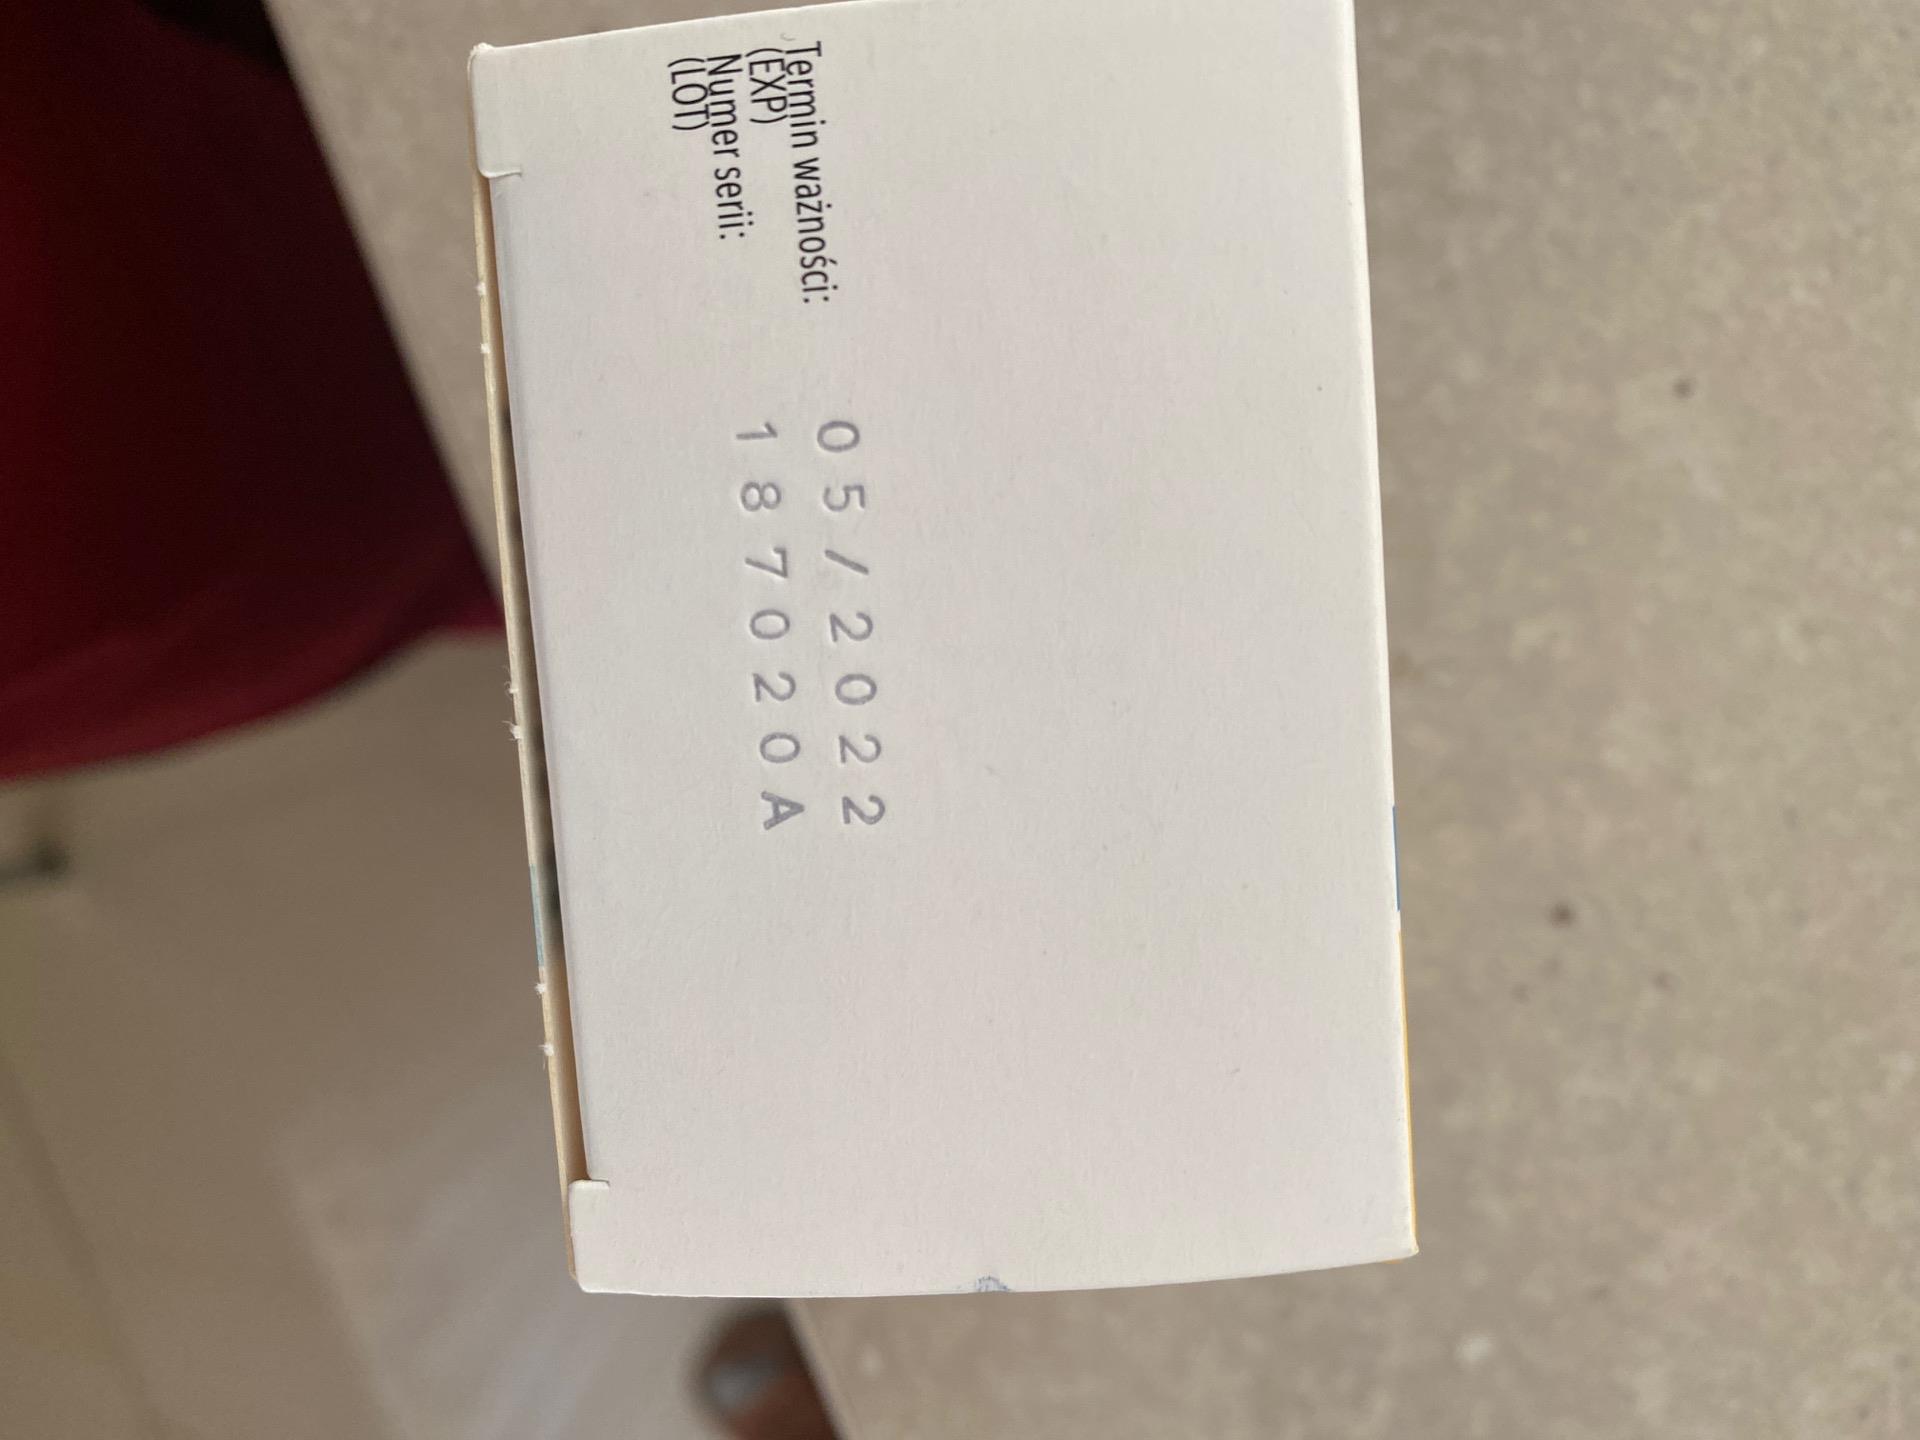 Termin ważności: 05/2022
(EXP)
Numer serii: 187020A
(LOT)